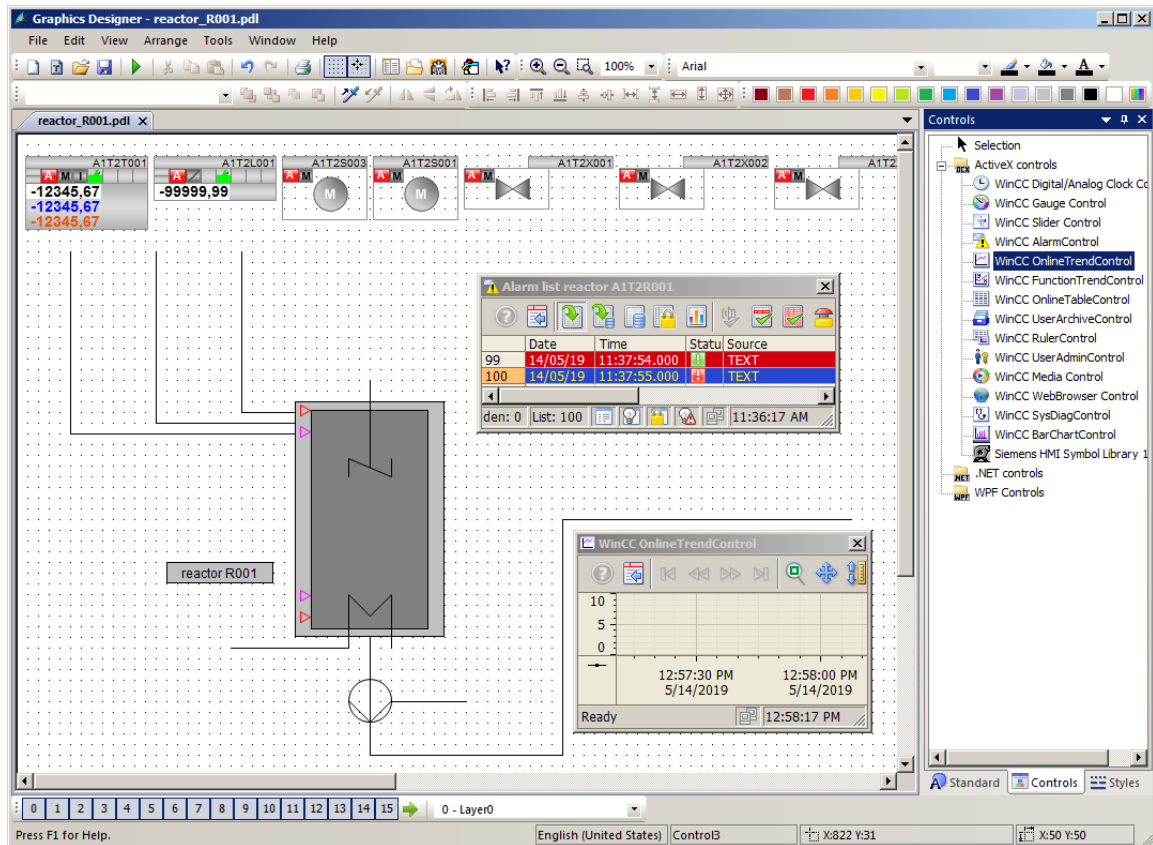 Graphics Designer - reactor_R001.pdl
File Edit View Arrange Tools Window Help
100% Arial
reactor_R001.pdl X
A1T2T001 A1T2L001 A1T2S003 A1T2S001 A1T2X001 A1T2X002 A1T2
A M I A A M A M A M A M A M
-12345,67 -99999,99 M M
-12345,67
-12345,67
Alarm list reactor A1T2R001
Date Time Statu Source
99 14/05/19 11:37:54.000 TEXT
100 14/05/19 11:37:55.000 TEXT
den: 0 List: 100 11:36:17 AM
reactor R001
WinCC OnlineTrendControl
10
5
0
12:57:30 PM 12:58:00 PM
5/14/2019 5/14/2019
Ready 12:58:17 PM
Controls
Selection
ActiveX controls
WinCC Digital/Analog Clock Cc
WinCC Gauge Control
WinCC Slider Control
WinCC AlarmControl
WinCC OnlineTrendControl
WinCC FunctionTrendControl
WinCC OnlineTableControl
WinCC UserArchiveControl
WinCC RulerControl
WinCC UserAdminControl
WinCC Media Control
WinCC WebBrowser Control
WinCC SysDiagControl
WinCC BarChartControl
Siemens HMI Symbol Library 1
.NET controls
WPF Controls
Standard Controls Styles
0 1 2 3 4 5 6 7 8 9 10 11 12 13 14 15 0 - Layer0
Press F1 for Help. English (United States) Control3 X:822 Y:31 X:50 Y:50